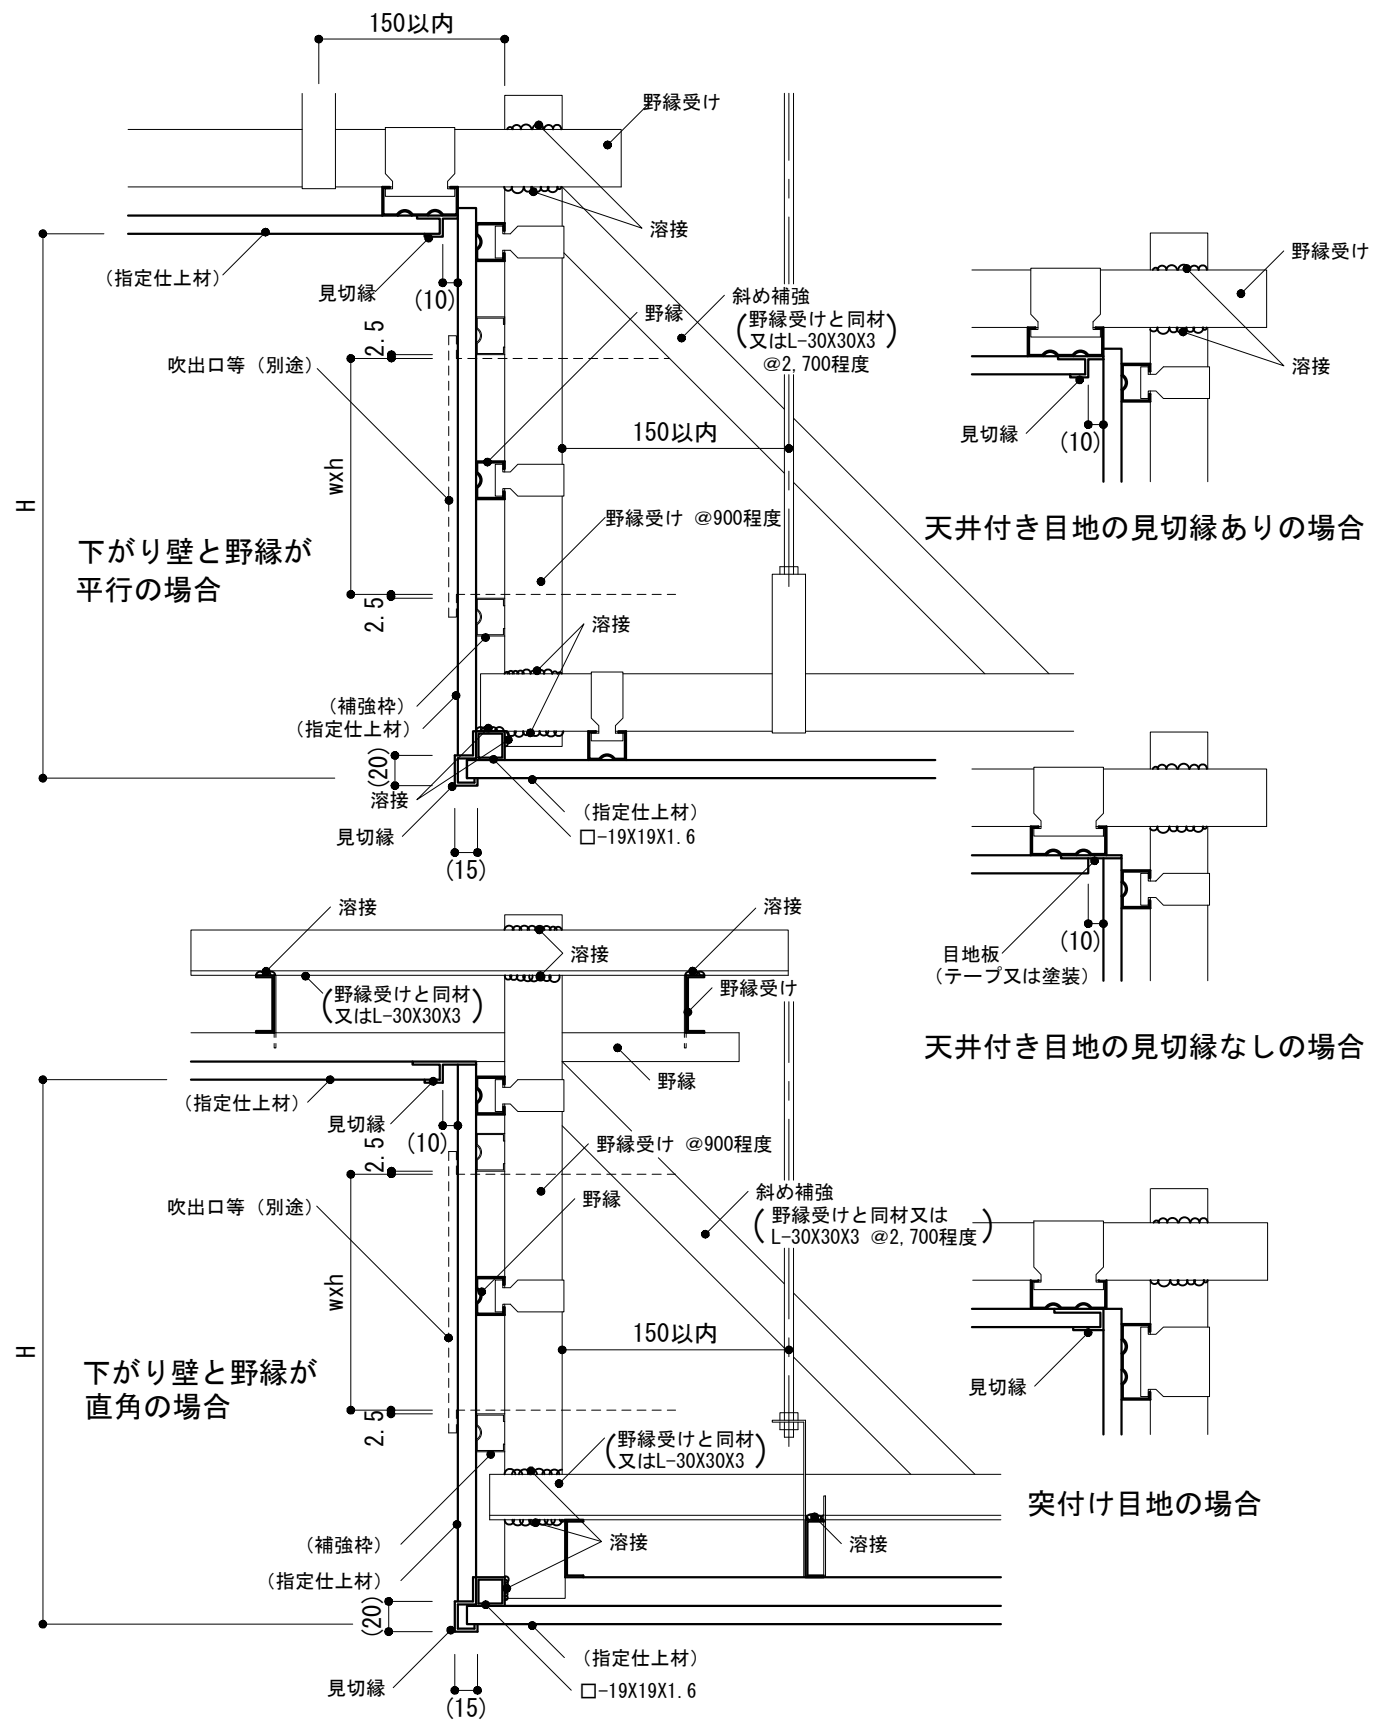 150以内
野縁受け
溶接
(指定仕上材)
見切縁
(10)
野縁
斜め補強
(野縁受けと同材
又はL-30X30X3)
@2,700程度
2.5
吹出口等 (別途)
150以内
wxh
H
野縁受け @900程度
下がり壁と野縁が
平行の場合
2.5
溶接
(補強枠)
(指定仕上材)
(20)
溶接
見切縁
(指定仕上材)
□-19X19X1.6
(15)
野縁受け
溶接
見切縁
(10)
天井付き目地の見切縁ありの場合
目地板
(テープ又は塗装)
(10)
天井付き目地の見切縁なしの場合
溶接
溶接
溶接
(野縁受けと同材
又はL-30X30X3)
野縁受け
野縁
(指定仕上材)
見切縁
(10)
2.5
野縁受け @900程度
野縁
吹出口等 (別途)
斜め補強
(野縁受けと同材又は
L-30X30X3 @2,700程度)
wxh
150以内
H
下がり壁と野縁が
直角の場合
2.5
(野縁受けと同材
又はL-30X30X3)
(補強枠)
溶接
溶接
(指定仕上材)
(20)
見切縁
(指定仕上材)
□-19X19X1.6
(15)
見切縁
突付け目地の場合